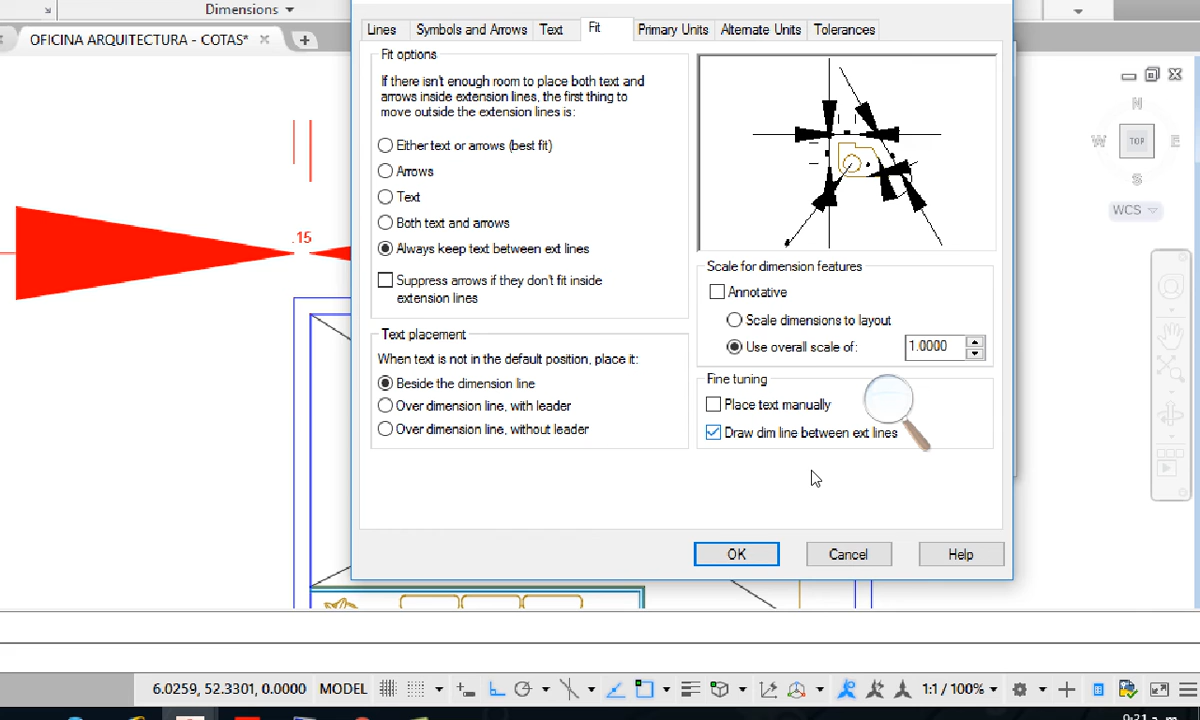 Dimensions
OFICINA ARQUITECTURA - COTAS*
Lines
Symbols and Arrows
Text
Fit
Primary Units
Alternate Units
Tolerances
Fit options
If there isn't enough room to place both text and
arrows inside extension lines, the first thing to
move outside the extension lines is:
Either text or arrows (best fit)
Arrows
Text
Both text and arrows
Always keep text between ext lines
Suppress arrows if they don't fit inside
extension lines
Text placement
When text is not in the default position, place it:
Beside the dimension line
Over dimension line, with leader
Over dimension line, without leader
Scale for dimension features
Annotative
Scale dimensions to layout
Use overall scale of:
1.0000
Fine tuning
Place text manually
Draw dim line between ext lines
OK
Cancel
Help
.15
N
W
TOP
E
S
WCS
6.0259, 52.3301, 0.0000
MODEL
1:1 / 100%